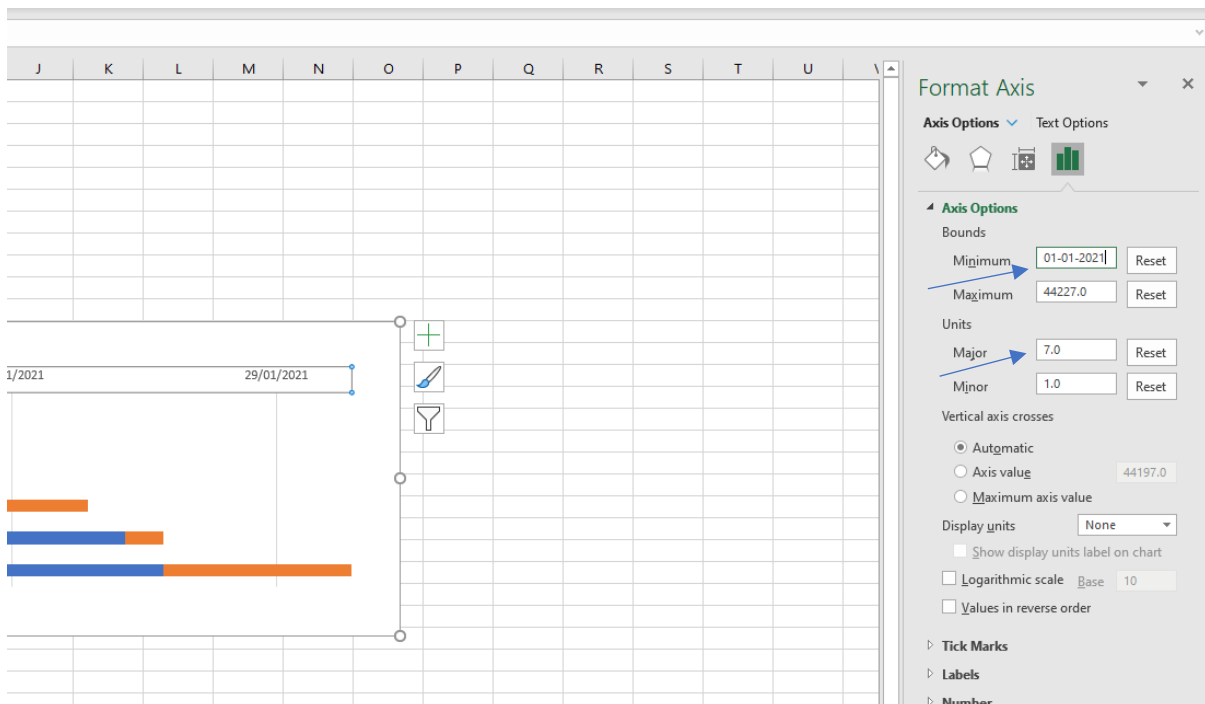 J K L M N O P Q R S T U
Format Axis
Axis Options Text Options
Axis Options
Bounds
Minimum 01-01-2021 Reset
Maximum 44227.0 Reset
Units
1/2021 29/01/2021
Major 7.0 Reset
Minor 1.0 Reset
Vertical axis crosses
Automatic
Axis value 44197.0
Maximum axis value
Display units None
Show display units label on chart
Logarithmic scale Base 10
Values in reverse order
Tick Marks
Labels
Number